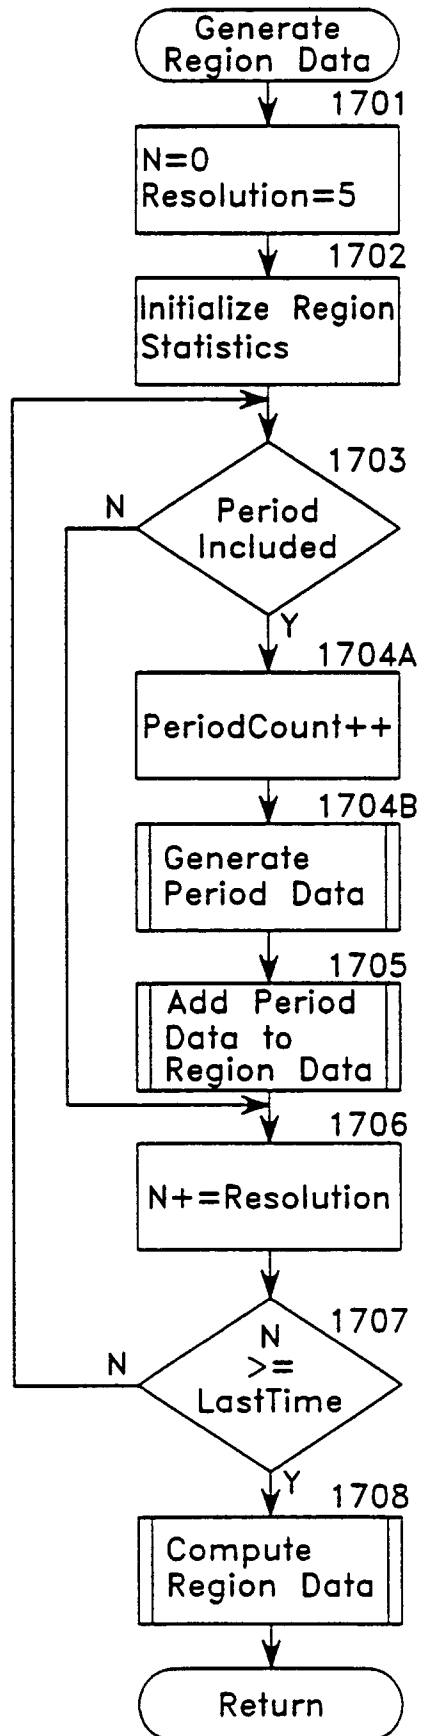 Generate
Region Data
1701
N=0
Resolution=5
1702
Initialize Region
Statistics
1703
N
Period
Included
Y
1704A
PeriodCount++
1704B
Generate
Period Data
1705
Add Period
Data to
Region Data
1706
N+=Resolution
1707
N
N
>=
LastTime
Y
1708
Compute
Region Data
Return